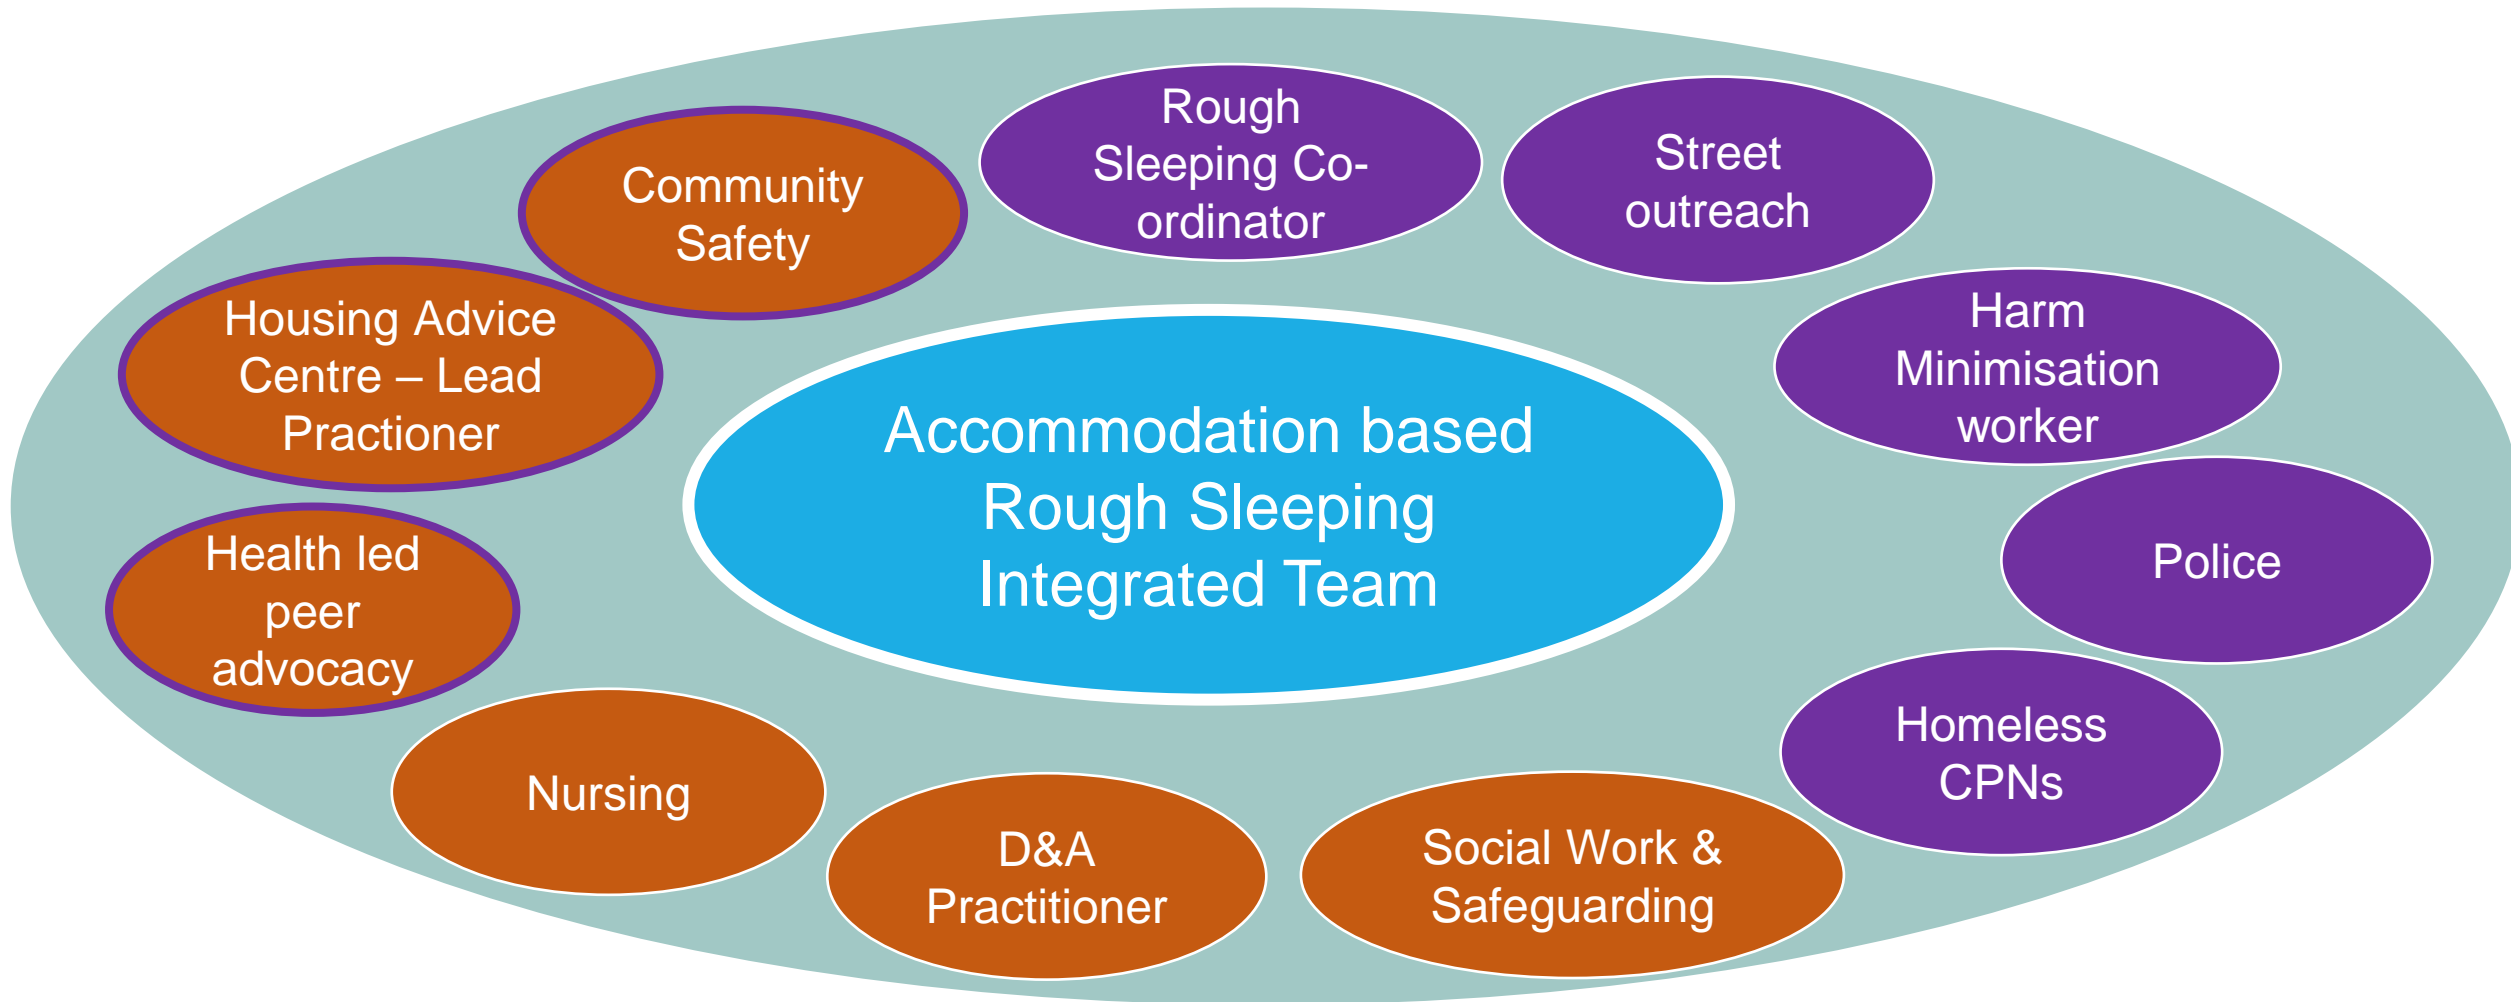 Rough
Sleeping Co-
ordinator
Street
outreach
Community
Safety
Harm
Minimisation
worker
Housing Advice
Centre – Lead
Practioner
Accommodation based
Rough Sleeping
Integrated Team
Police
Health led
peer
advocacy
Homeless
CPNs
Nursing
D&A
Practitioner
Social Work &
Safeguarding